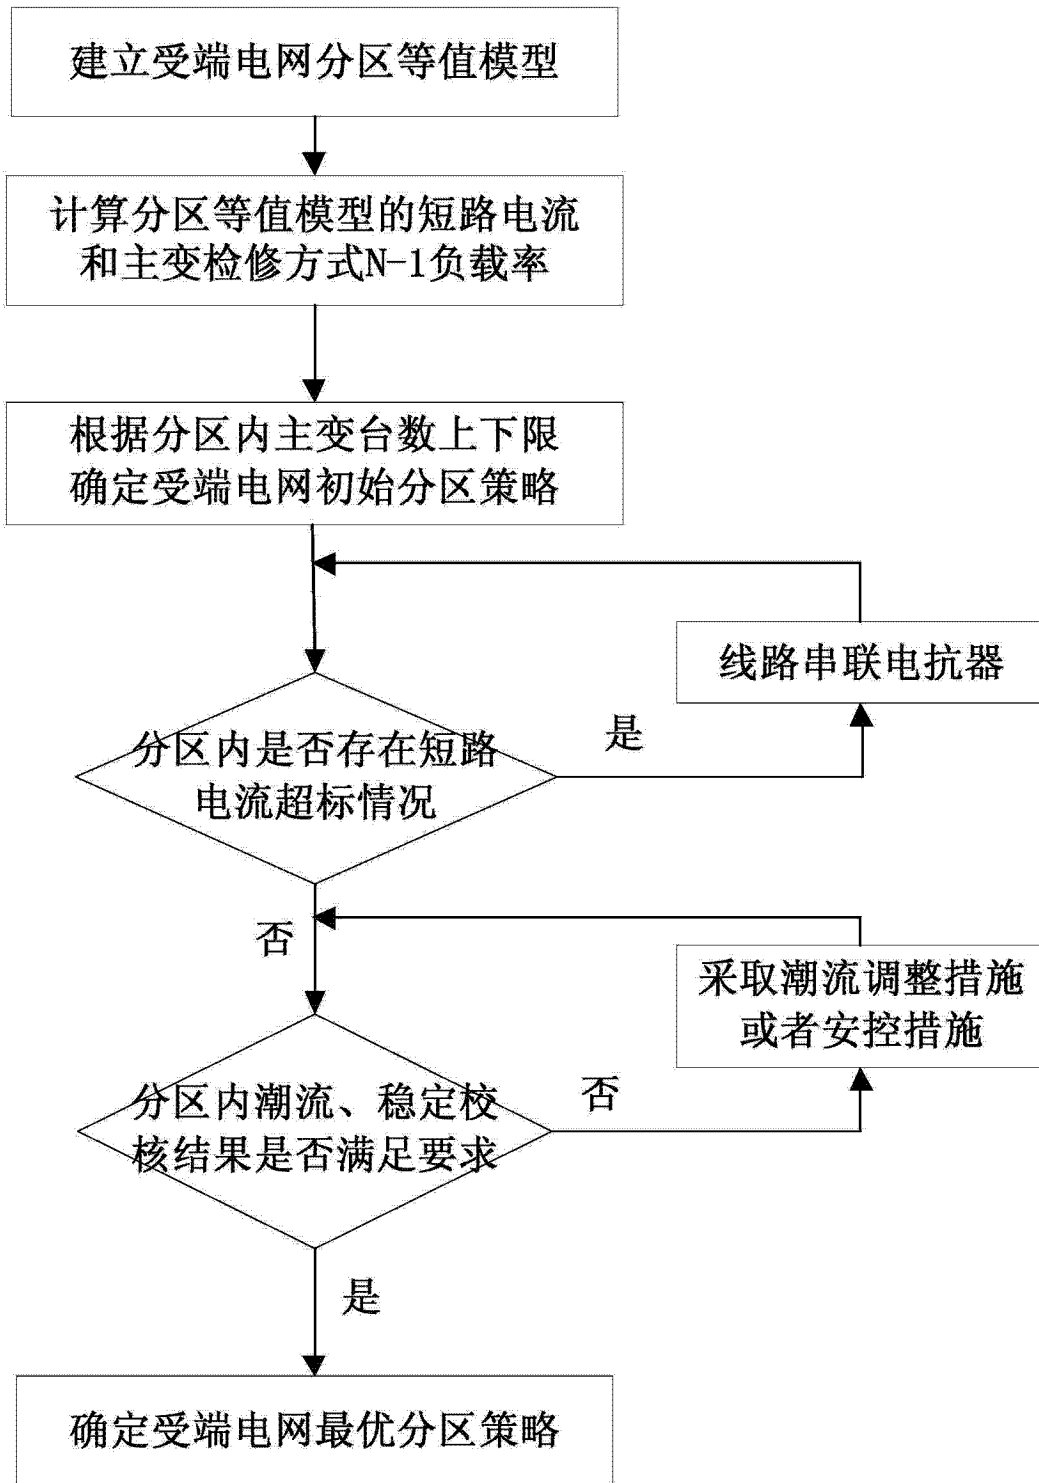 建立受端电网分区等值模型
计算分区等值模型的短路电流
和主变检修方式N-1负载率
根据分区内主变台数上下限
确定受端电网初始分区策略
线路串联电抗器
分区内是否存在短路
电流超标情况
是
否
采取潮流调整措施
或者安控措施
分区内潮流、稳定校
核结果是否满足要求
否
是
确定受端电网最优分区策略